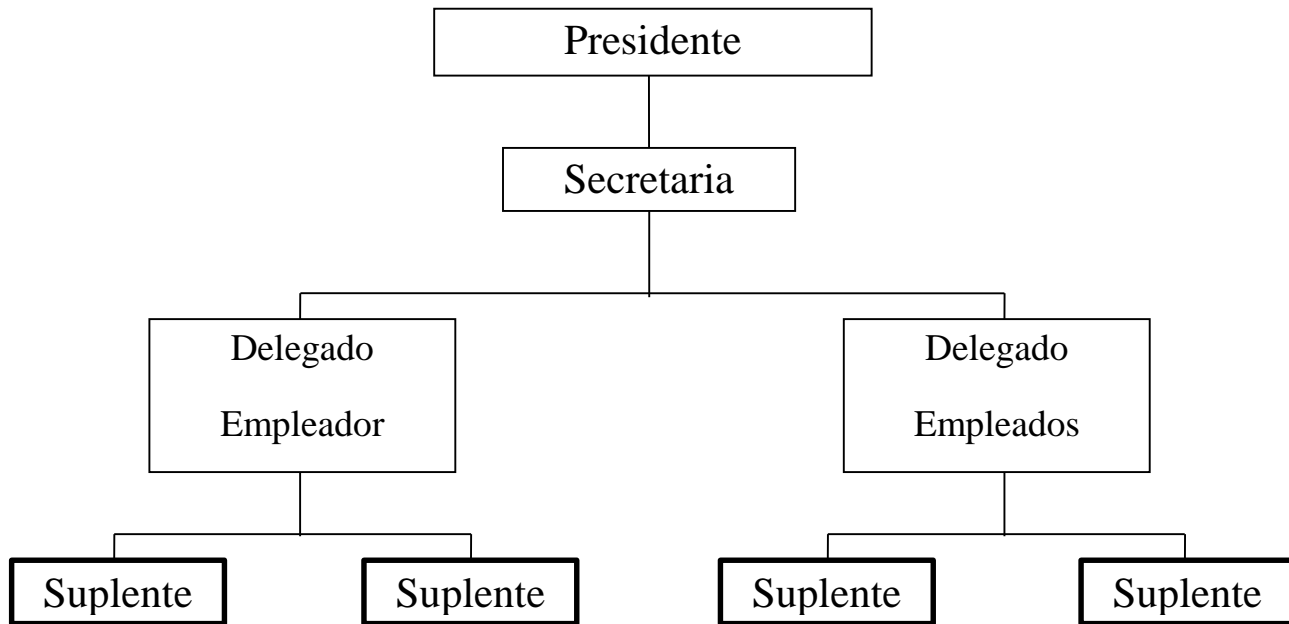 Presidente
Secretaria
Delegado
Empleador
Delegado
Empleados
Suplente
Suplente
Suplente
Suplente